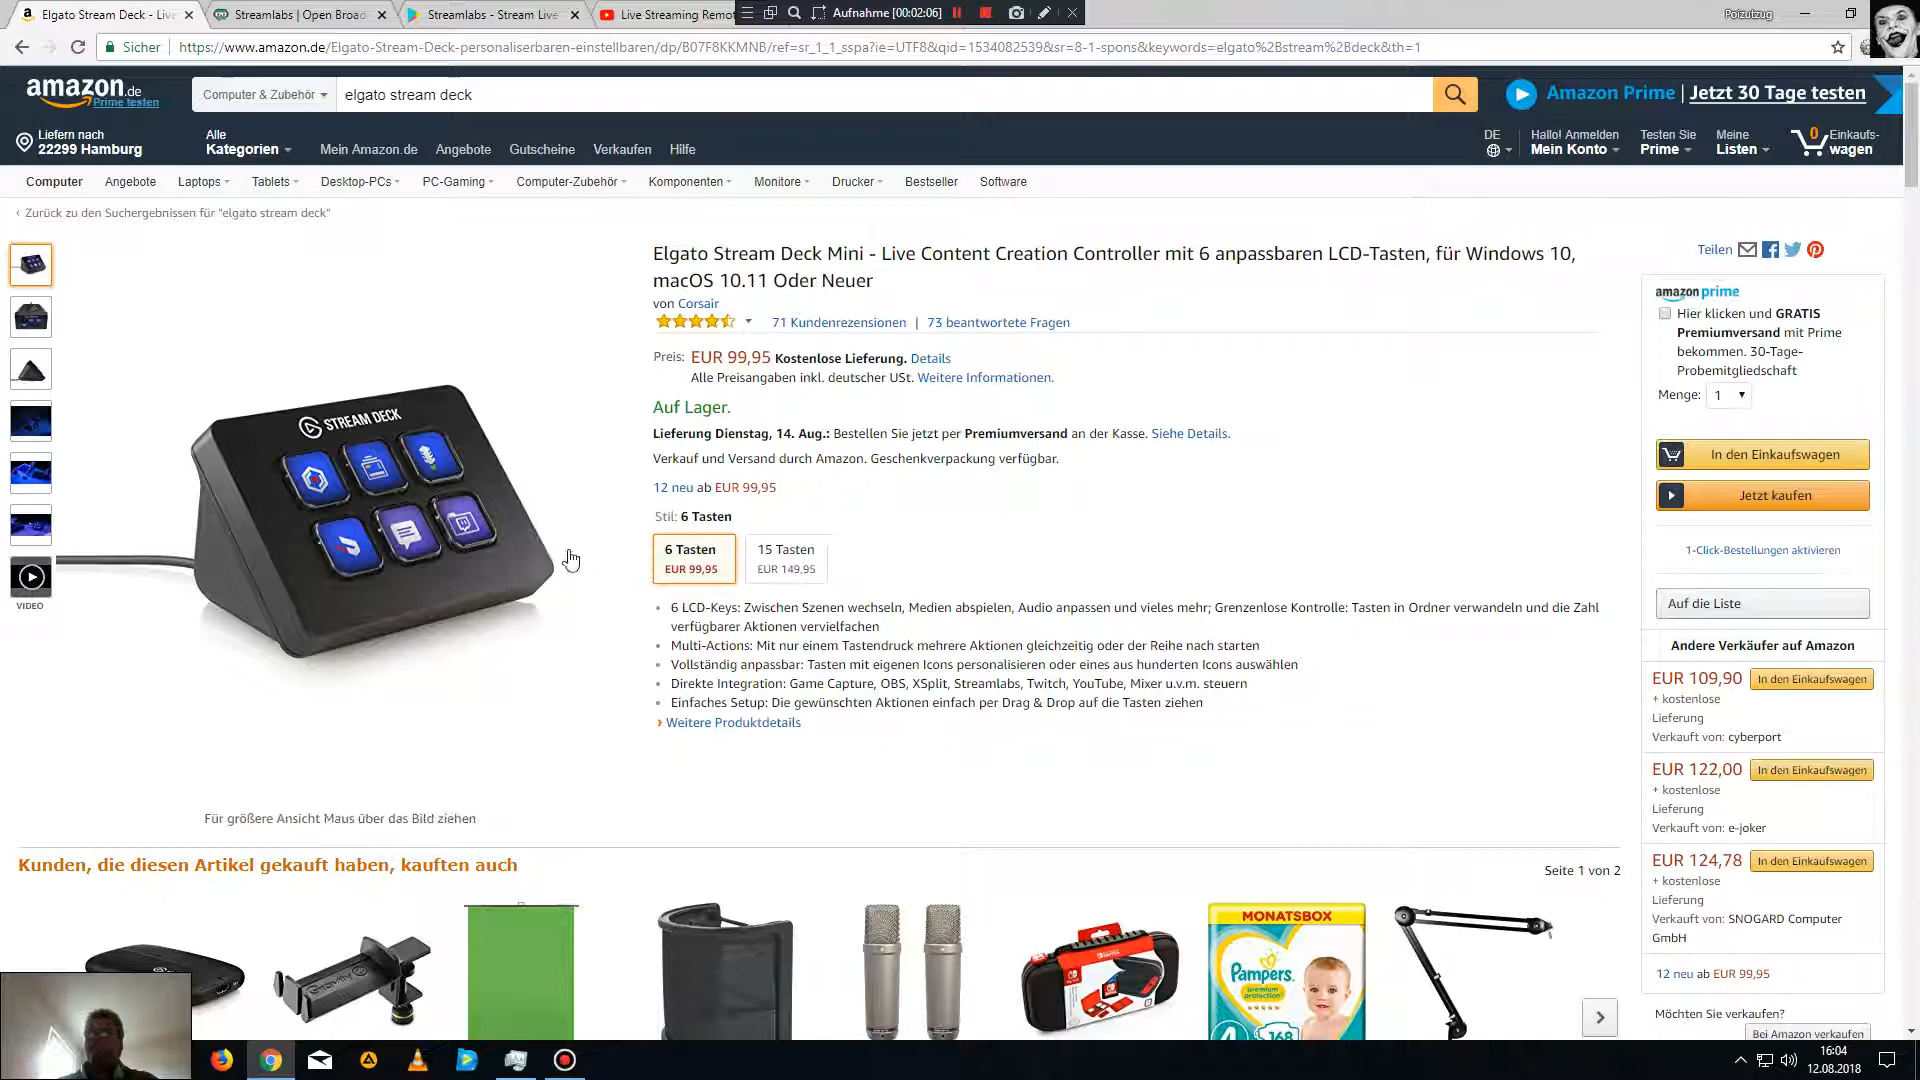 Elgato Stream Deck - Live
Streamlabs | Open Broad
Streamlabs - Stream Live
Live Streaming Remo
Aufnahme [00:02:06]
Poizutzug
Sicher
https://www.amazon.de/Elgato-Stream-Deck-personaliserbaren-einstellbaren/dp/B07F8KKMNB/ref=sr_1_1_sspa?ie=UTF8&qid=1534082539&sr=8-1-spons&keywords=elgato%2Bstream%2Bdeck&th=1
amazon.de
Prime testen
Computer & Zubehör
elgato stream deck
Amazon Prime | Jetzt 30 Tage testen
Liefern nach
22299 Hamburg
Alle
Kategorien
Mein Amazon.de
Angebote
Gutscheine
Verkaufen
Hilfe
DE
Hallo! Anmelden
Mein Konto
Testen Sie
Prime
Meine
Listen
0
Einkaufs-
wagen
Computer
Angebote
Laptops
Tablets
Desktop-PCs
PC-Gaming
Computer-Zubehör
Komponenten
Monitore
Drucker
Bestseller
Software
‹ Zurück zu den Suchergebnissen für "elgato stream deck"
VIDEO
STREAM DECK
Für größere Ansicht Maus über das Bild ziehen
Elgato Stream Deck Mini - Live Content Creation Controller mit 6 anpassbaren LCD-Tasten, für Windows 10,
macOS 10.11 Oder Neuer
von Corsair
71 Kundenrezensionen | 73 beantwortete Fragen
Preis: EUR 99,95 Kostenlose Lieferung. Details
Alle Preisangaben inkl. deutscher USt. Weitere Informationen.
Auf Lager.
Lieferung Dienstag, 14. Aug.: Bestellen Sie jetzt per Premiumversand an der Kasse. Siehe Details.
Verkauf und Versand durch Amazon. Geschenkverpackung verfügbar.
12 neu ab EUR 99,95
Stil: 6 Tasten
6 Tasten
EUR 99,95
15 Tasten
EUR 149,95
• 6 LCD-Keys: Zwischen Szenen wechseln, Medien abspielen, Audio anpassen und vieles mehr; Grenzenlose Kontrolle: Tasten in Ordner verwandeln und die Zahl
verfügbarer Aktionen vervielfachen
• Multi-Actions: Mit nur einem Tastendruck mehrere Aktionen gleichzeitig oder der Reihe nach starten
• Vollständig anpassbar: Tasten mit eigenen Icons personalisieren oder eines aus hunderten Icons auswählen
• Direkte Integration: Game Capture, OBS, XSplit, Streamlabs, Twitch, YouTube, Mixer u.v.m. steuern
• Einfaches Setup: Die gewünschten Aktionen einfach per Drag & Drop auf die Tasten ziehen
› Weitere Produktdetails
Teilen
amazon prime
Hier klicken und GRATIS
Premiumversand mit Prime
bekommen. 30-Tage-
Probemitgliedschaft
Menge: 1
In den Einkaufswagen
Jetzt kaufen
1-Click-Bestellungen aktivieren
Auf die Liste
Andere Verkäufer auf Amazon
EUR 109,90
In den Einkaufswagen
+ kostenlose
Lieferung
Verkauft von: cyberport
EUR 122,00
In den Einkaufswagen
+ kostenlose
Lieferung
Verkauft von: e-joker
EUR 124,78
In den Einkaufswagen
+ kostenlose
Lieferung
Verkauft von: SNOGARD Computer
GmbH
12 neu ab EUR 99,95
Möchten Sie verkaufen?
Bei Amazon verkaufen
Kunden, die diesen Artikel gekauft haben, kauften auch
Seite 1 von 2
MONATSBOX
Pampers
premium
protection
4
168
16:04
12.08.2018